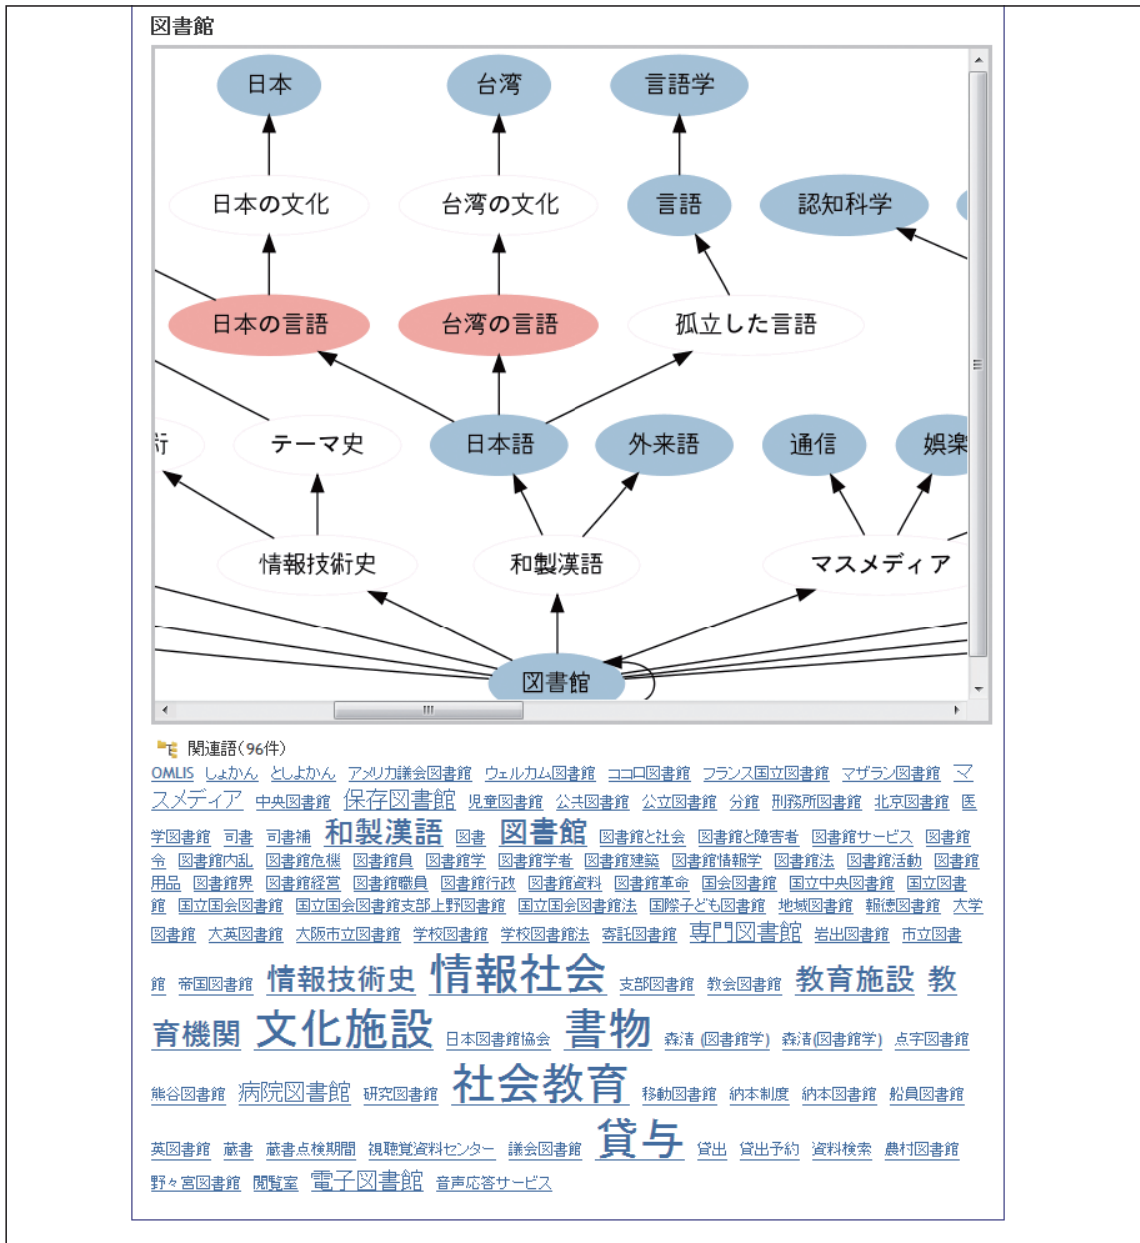 図書館
日本 台湾 言語学
日本の文化 台湾の文化 言語 認知科学
日本の言語 台湾の言語 孤立した言語
術 テーマ史 日本語 外来語 通信 娯楽
情報技術史 和製漢語 マスメディア
図書館
関連語(96件)
OMLIS しょかん としよかん アメリカ議会図書館 ウェルカム図書館 ココロ図書館 フランス国立図書館 マザラン図書館 マ
スメディア 中央図書館 保存図書館 児童図書館 公共図書館 公立図書館 分館 刑務所図書館 北京図書館 医
学図書館 司書 司書補 和製漢語 図書 図書館 図書館と社会 図書館と障害者 図書館サービス 図書館
令 図書館内乱 図書館危機 図書館員 図書館学 図書館学者 図書館建築 図書館情報学 図書館法 図書館活動 図書館
用品 図書館界 図書館経営 図書館職員 図書館行政 図書館資料 図書館革命 国会図書館 国立中央図書館 国立図書
館 国立国会図書館 国立国会図書館支部上野図書館 国立国会図書館法 国際子ども図書館 地域図書館 報徳図書館 大学
図書館 大英図書館 大阪市立図書館 学校図書館 学校図書館法 寄託図書館 専門図書館 岩出図書館 市立図書
館 帝国図書館 情報技術史 情報社会 支部図書館 教会図書館 教育施設 教
育機関 文化施設 日本図書館協会 書物 森清 (図書館学) 森清(図書館学) 点字図書館
熊谷図書館 病院図書館 研究図書館 社会教育 移動図書館 納本制度 納本図書館 船員図書館
英図書館 蔵書 蔵書点検期間 視聴覚資料センター 議会図書館 貸与 貸出 貸出予約 資料検索 農村図書館
野々宮図書館 閲覧室 電子図書館 音声応答サービス